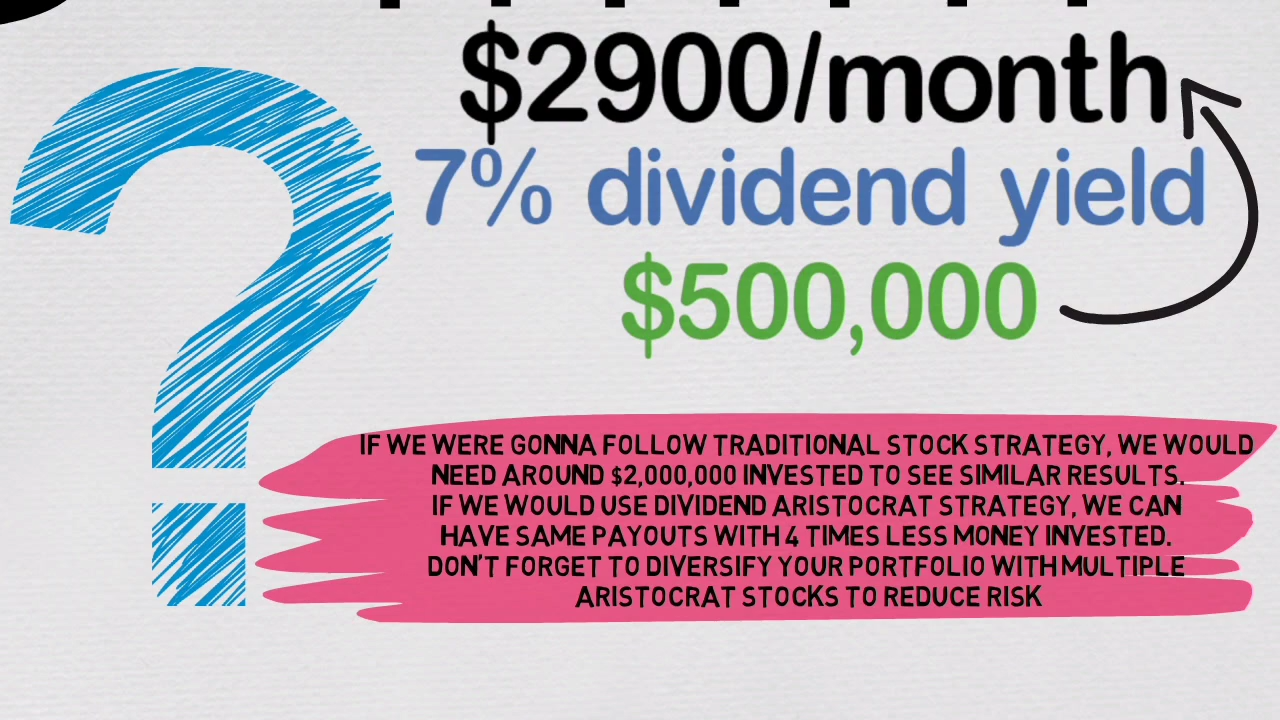 $2900/month
7% dividend yield
$500,000
IF WE WERE GONNA FOLLOW TRADITIONAL STOCK STRATEGY, WE WOULD
NEED AROUND $2,000,000 INVESTED TO SEE SIMILAR RESULTS.
IF WE WOULD USE DIVIDEND ARISTOCRAT STRATEGY, WE CAN
HAVE SAME PAYOUTS WITH 4 TIMES LESS MONEY INVESTED.
DON'T FORGET TO DIVERSIFY YOUR PORTFOLIO WITH MULTIPLE
ARISTOCRAT STOCKS TO REDUCE RISK